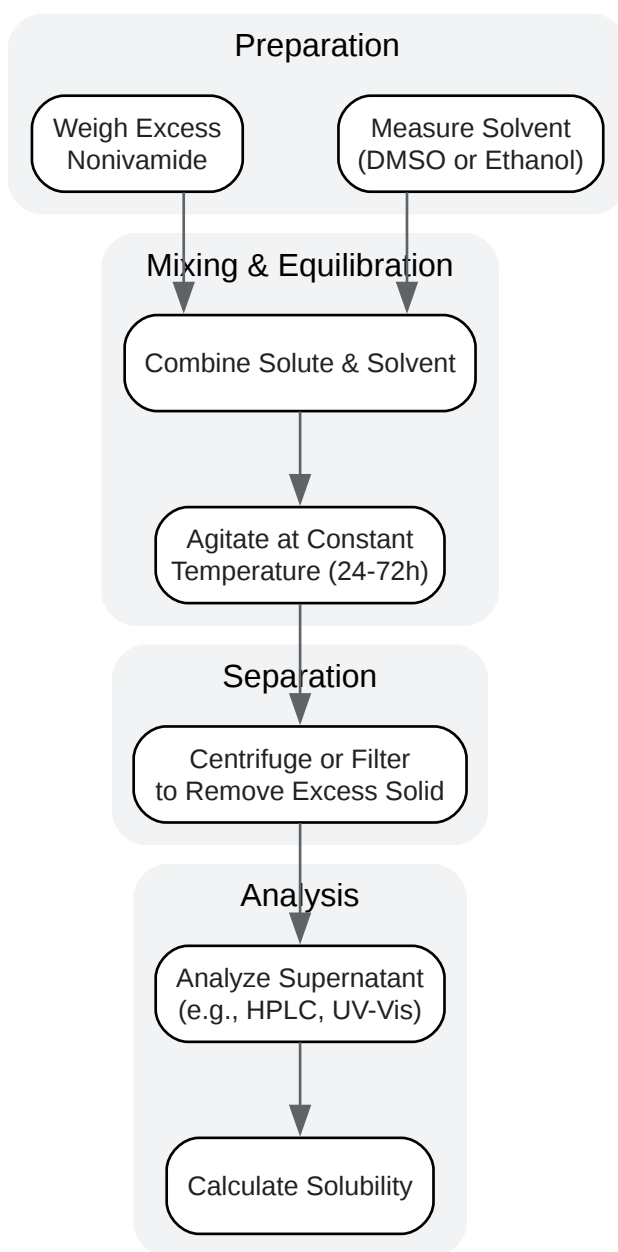 Preparation
Weigh Excess
Nonivamide
Measure Solvent
(DMSO or Ethanol)
Mixing & Equilibration
Combine Solute & Solvent
Agitate at Constant
Temperature (24-72h)
Separation
Centrifuge or Filter
to Remove Excess Solid
Analysis
Analyze Supernatant
(e.g., HPLC, UV-Vis)
Calculate Solubility